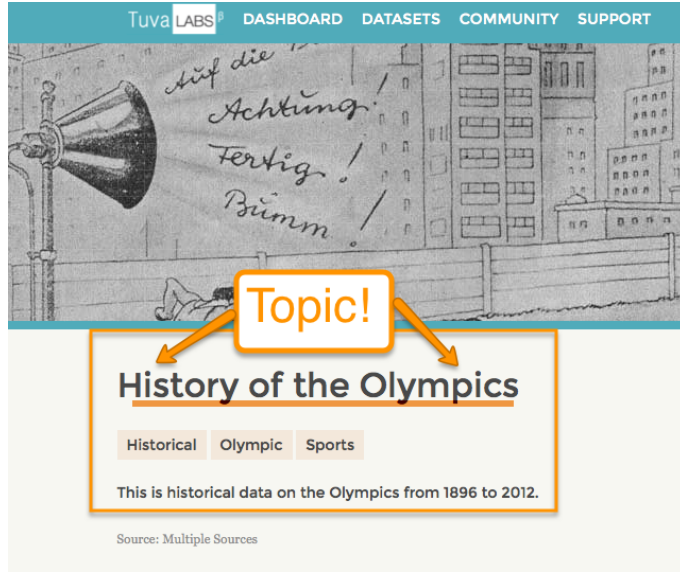 Tuva LABS β DASHBOARD DATASETS COMMUNITY SUPPORT
Auf die
Achtung!
Fertig!
Bumm!
Topic!
History of the Olympics
Historical Olympic Sports
This is historical data on the Olympics from 1896 to 2012.
Source: Multiple Sources